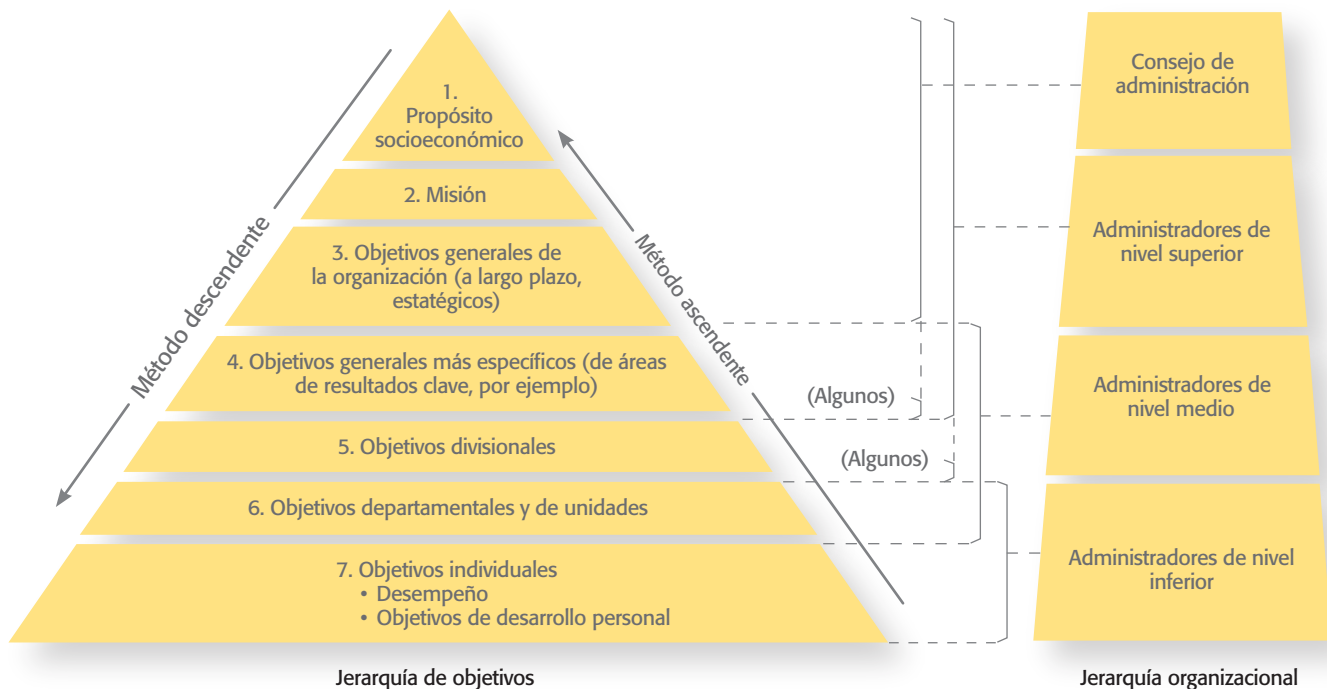 1.
Propósito
socioeconómico
2. Misión
3. Objetivos generales de
la organización (a largo plazo,
estatégicos)
4. Objetivos generales más específicos (de áreas
de resultados clave, por ejemplo)
5. Objetivos divisionales
6. Objetivos departamentales y de unidades
7. Objetivos individuales
• Desempeño
• Objetivos de desarrollo personal
Método descendente
Método ascendente
(Algunos)
(Algunos)
Consejo de
administración
Administradores de
nivel superior
Administradores de
nivel medio
Administradores de nivel
inferior
Jerarquía de objetivos
Jerarquía organizacional